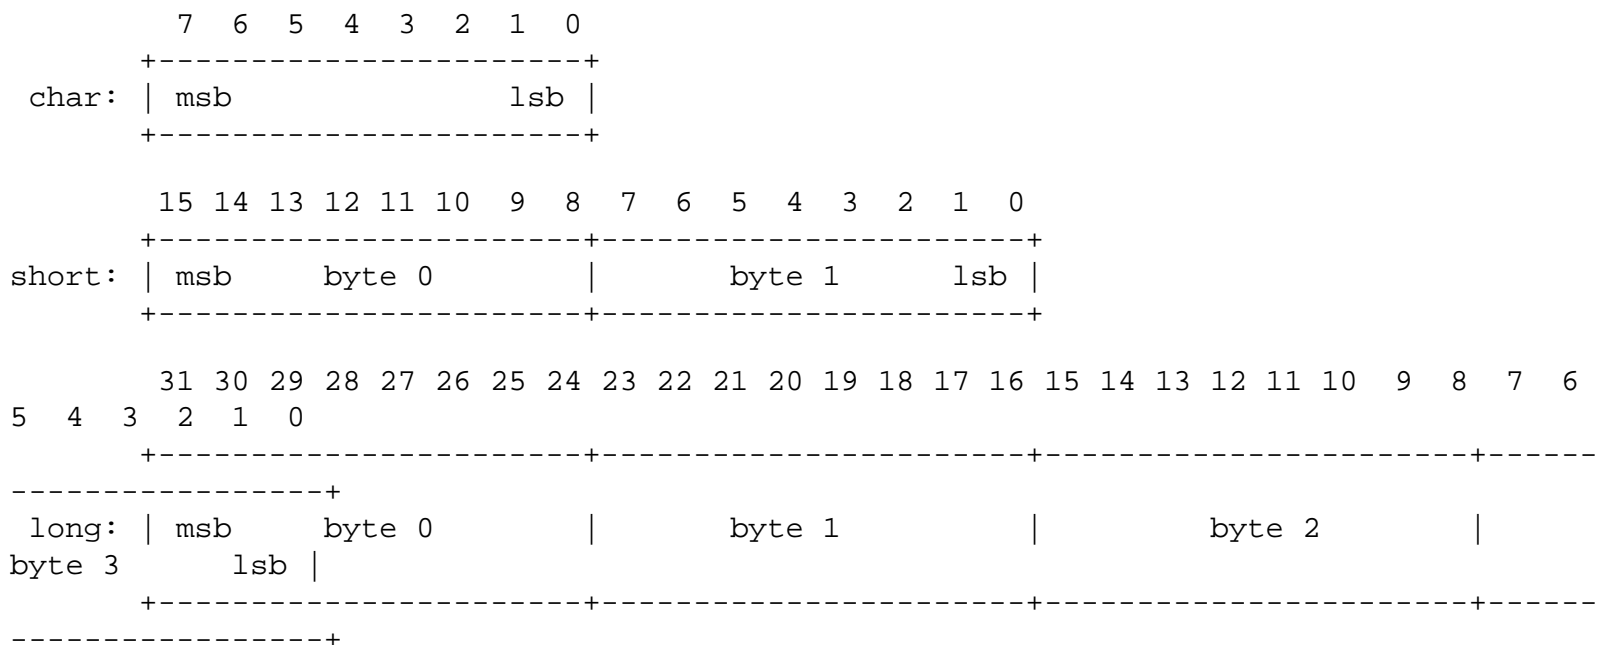 7  6  5  4  3  2  1  0
+-----------------------+
char: | msb               lsb |
+-----------------------+
15 14 13 12 11 10  9  8  7  6  5  4  3  2  1  0
+-----------------------+-----------------------+
short: | msb     byte 0        |       byte 1      lsb |
+-----------------------+-----------------------+
31 30 29 28 27 26 25 24 23 22 21 20 19 18 17 16 15 14 13 12 11 10  9  8  7  6
5  4  3  2  1  0
+-----------------------+-----------------------+-----------------------+------
-----------------+
long: | msb     byte 0        |       byte 1          |         byte 2        |
byte 3      lsb |
+-----------------------+-----------------------+-----------------------+------
-----------------+